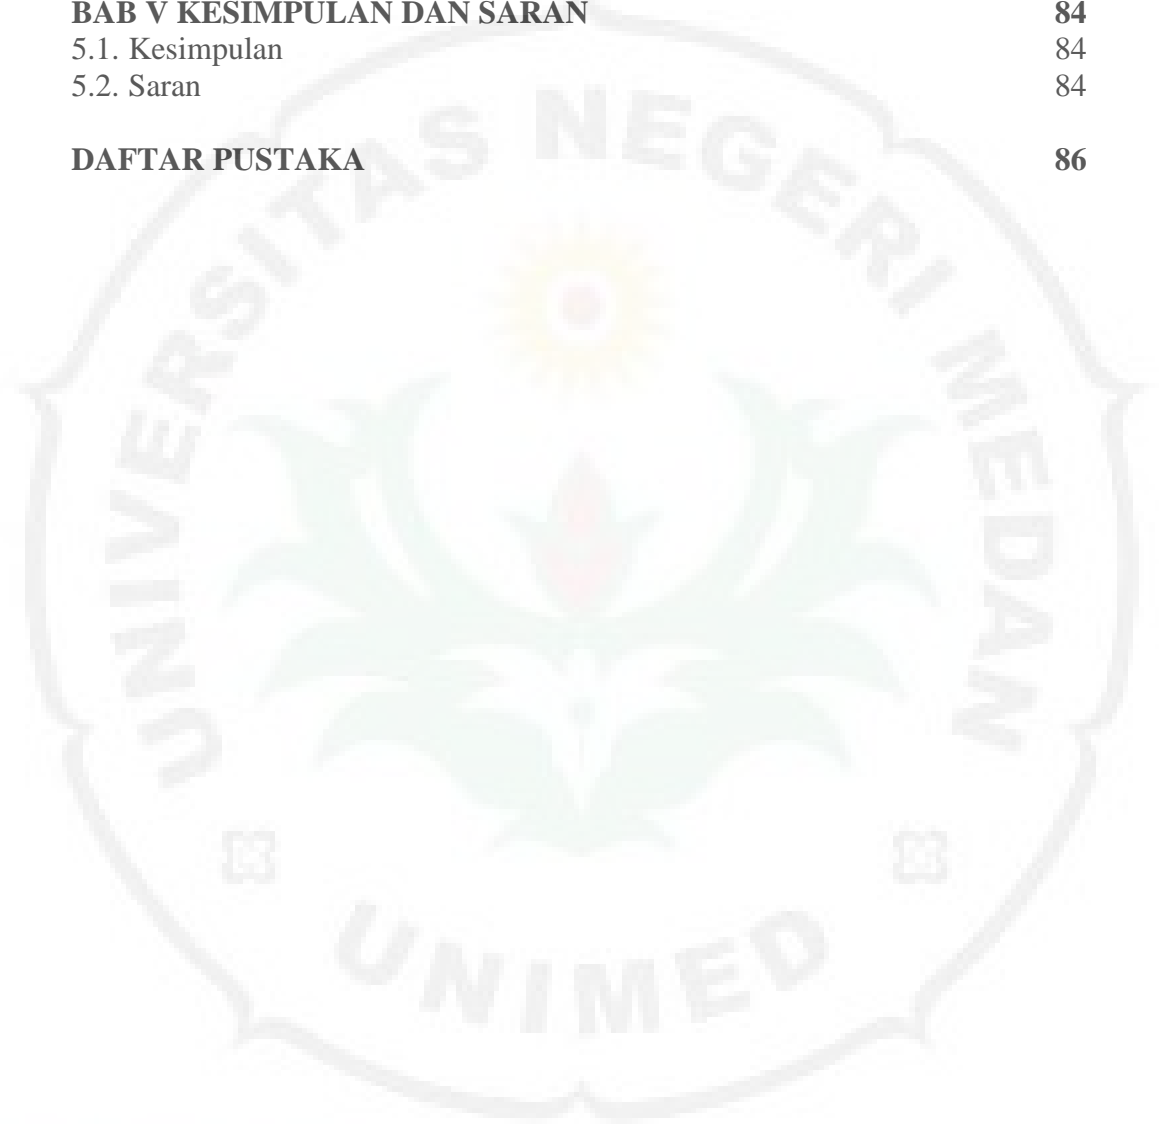 BAB V KESIMPULAN DAN SARAN 84
5.1. Kesimpulan 84
5.2. Saran 84
DAFTAR PUSTAKA 86
UNIVERSITAS NEGERI MEDAN
UNIMED